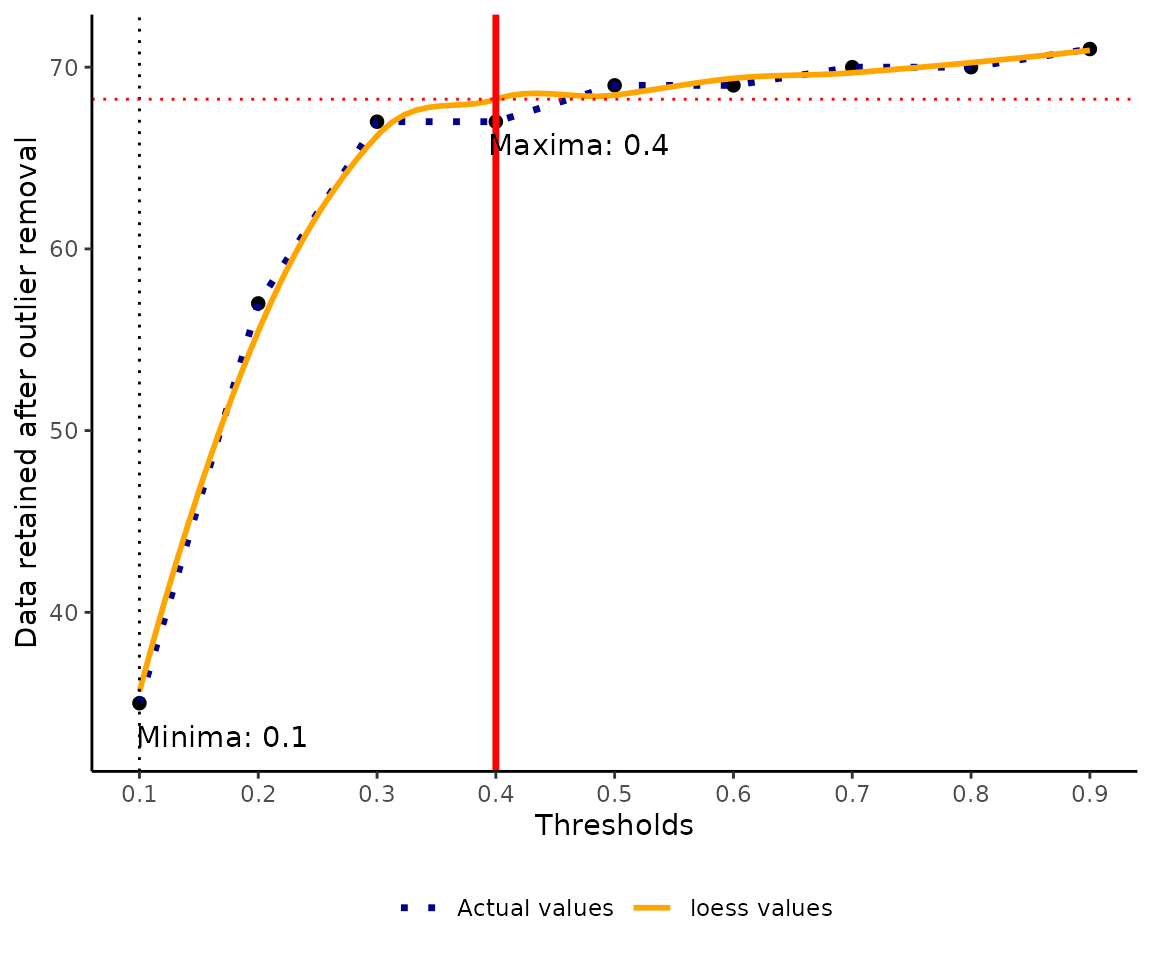 Data retained after outlier removal
70
60
50
40
Maxima: 0.4
Minima: 0.1
0.1 0.2 0.3 0.4 0.5 0.6 0.7 0.8 0.9
Thresholds
Actual values loess values